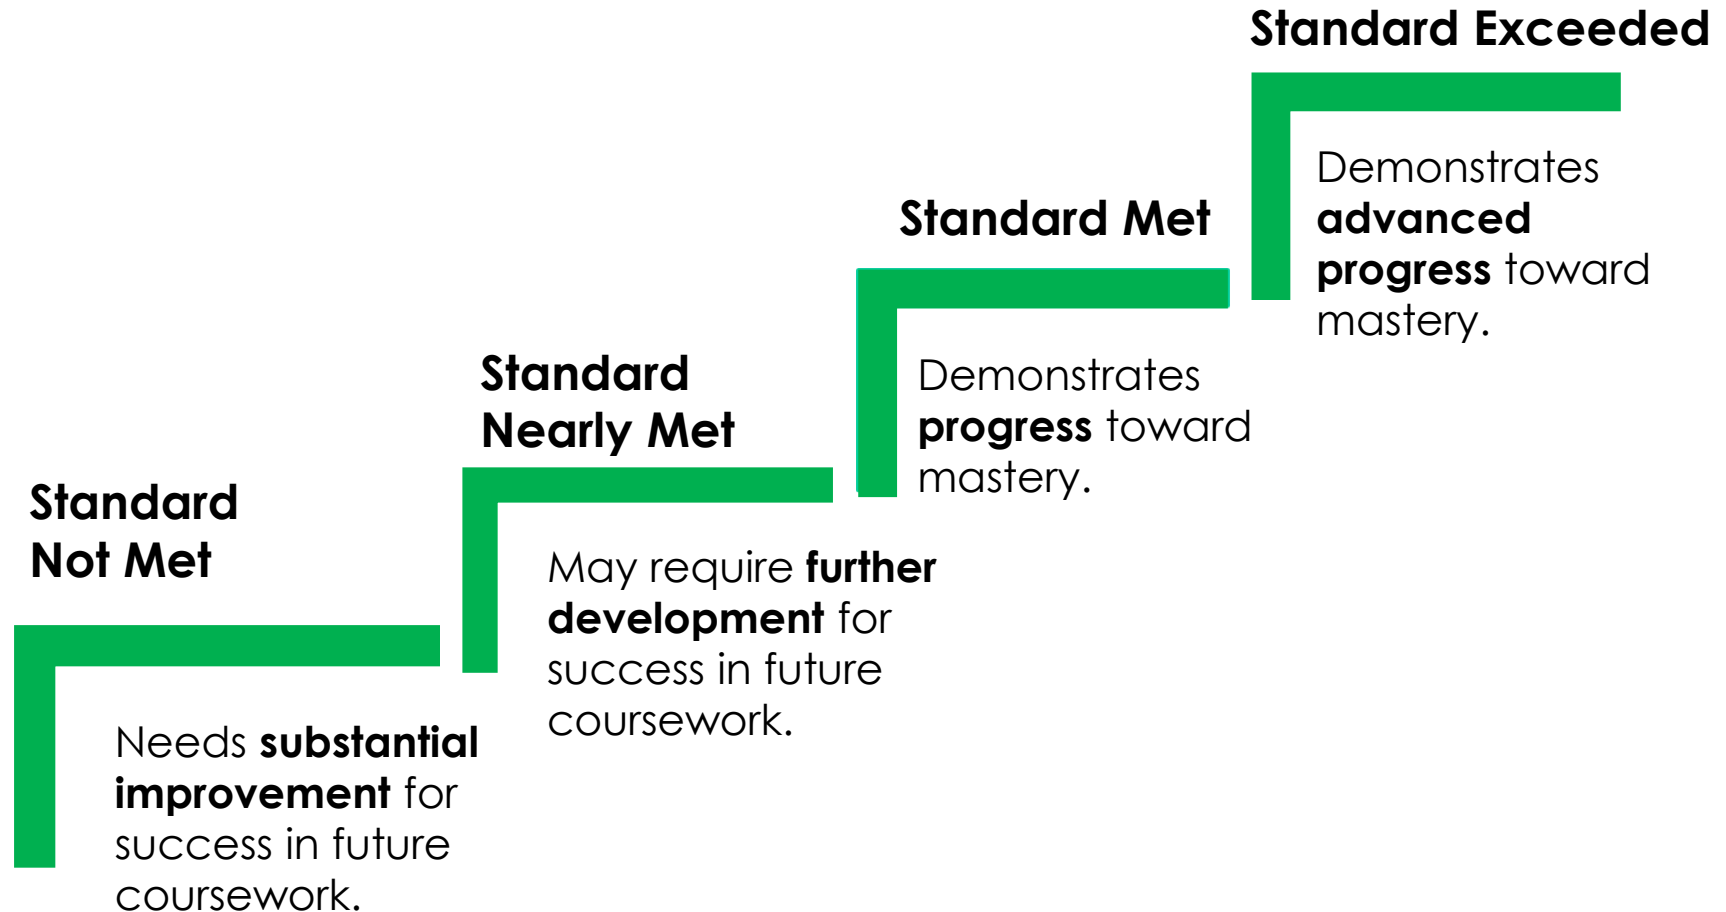 Standard Exceeded
Demonstrates
advanced
progress toward
mastery.
Standard Met
Demonstrates
progress toward
mastery.
Standard
Nearly Met
May require further
development for
success in future
coursework.
Standard
Not Met
Needs substantial
improvement for
success in future
coursework.